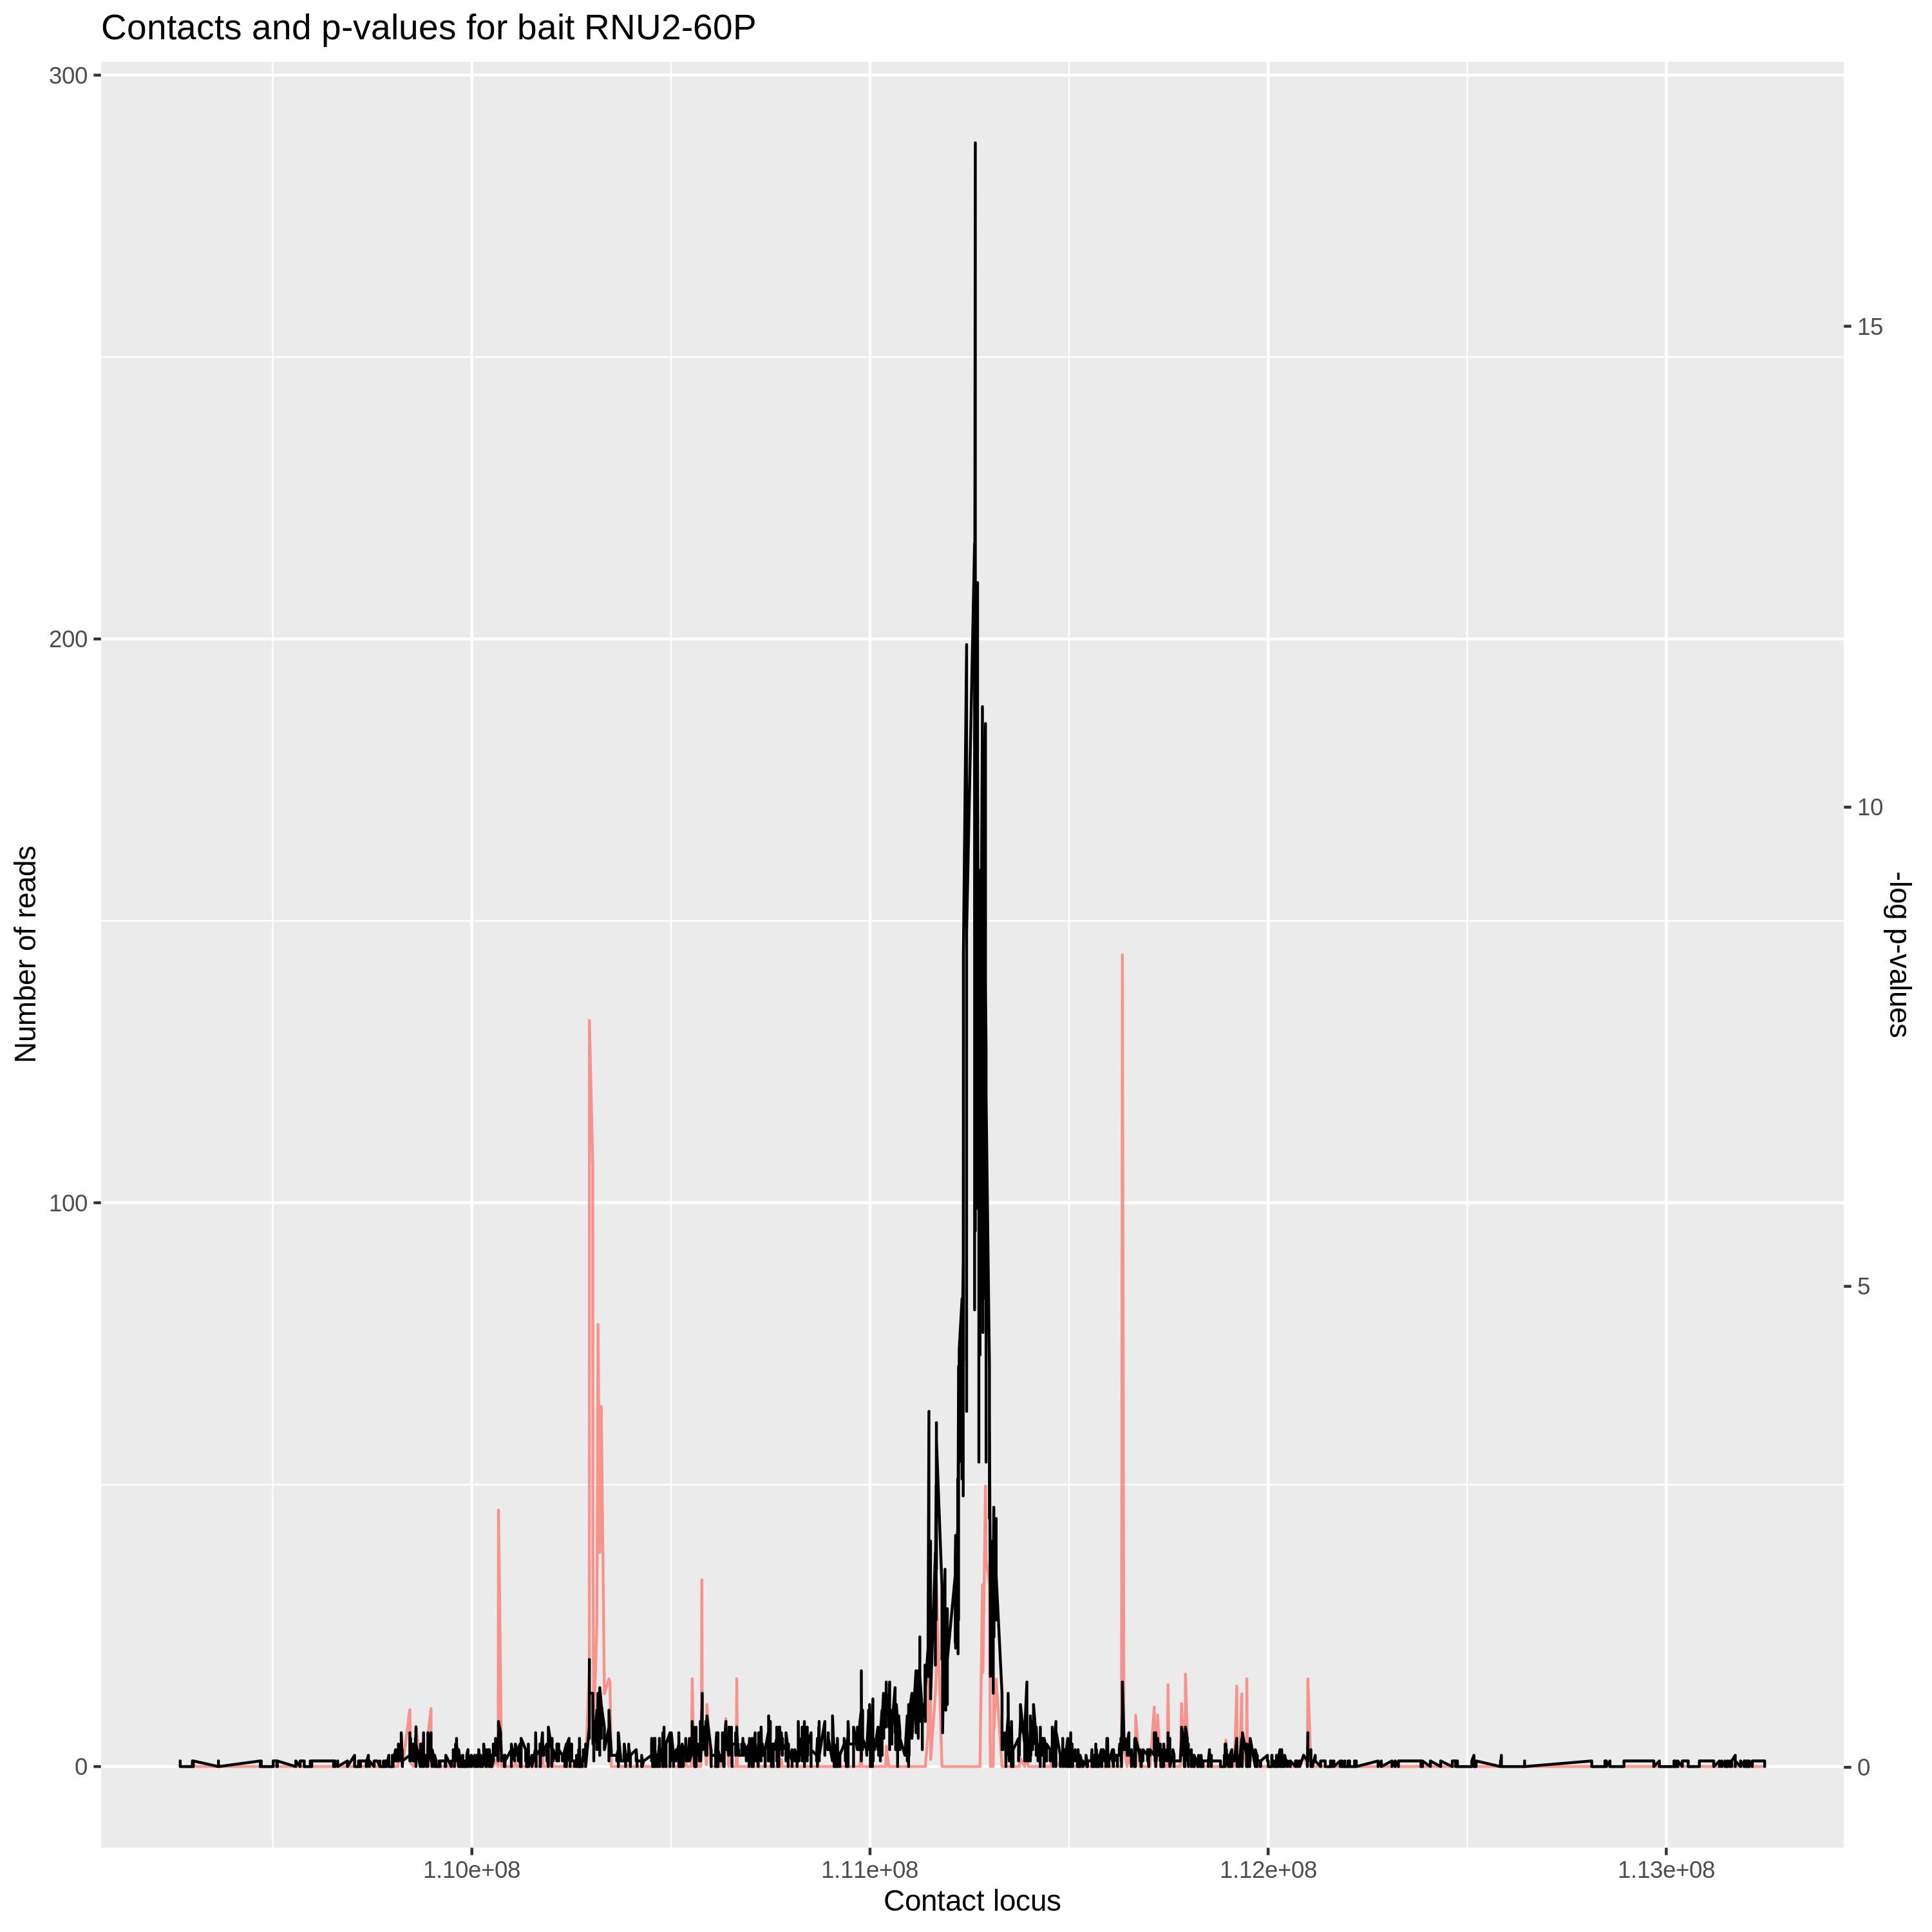 Contacts and p-values for bait RNU2-60P
300
200
100
0
Number of reads
15
10
5
0
-log p-values
1.10e+08
1.11e+08
1.12e+08
1.13e+08
Contact locus